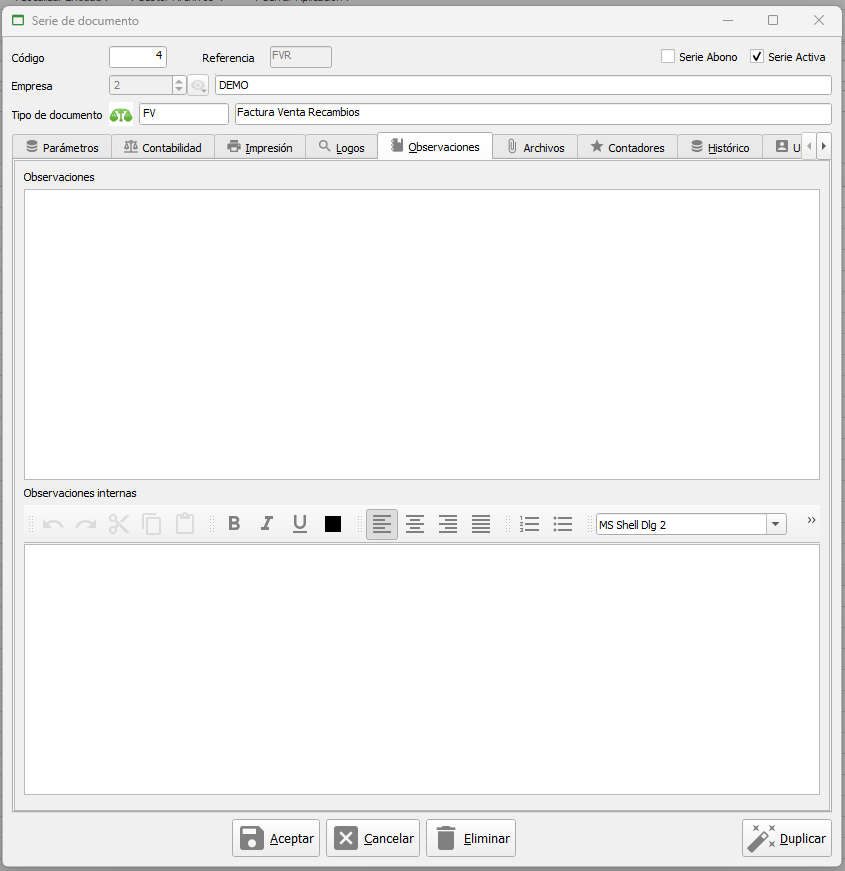 Serie de documento
Código 4 Referencia FVR Serie Abono Serie Activa
Empresa 2 DEMO
Tipo de documento FV Factura Venta Recambios
Parámetros Contabilidad Impresión Logos Observaciones Archivos Contadores Histórico U
Observaciones
Observaciones internas
B I U MS Shell Dlg 2 »
Aceptar Cancelar Eliminar Duplicar